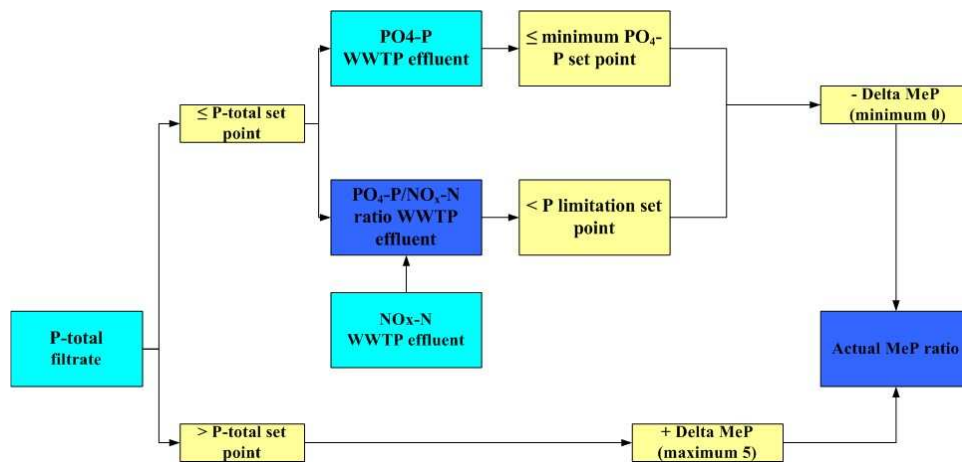 PO4-P
WWTP effluent
≤ minimum PO₄-
P set point
- Delta MeP
(minimum 0)
≤ P-total set
point
PO₄-P/NOₓ-N
ratio WWTP
effluent
< P limitation set
point
NOx-N
WWTP effluent
P-total
filtrate
Actual MeP ratio
> P-total set
point
+ Delta MeP
(maximum 5)